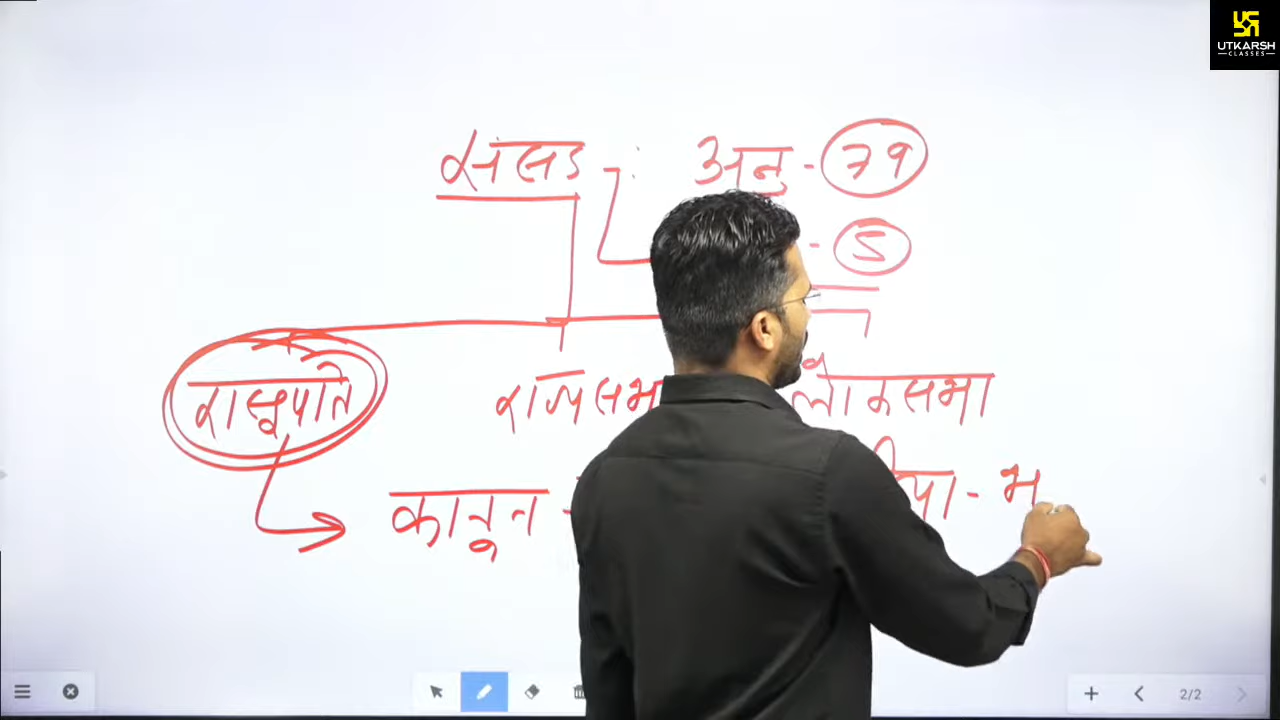 UTKARSH
CLASSES
संसद : अनु - 79
- 5
राष्ट्रपति राज्यसभा लोकसभा
कानून -
2/2